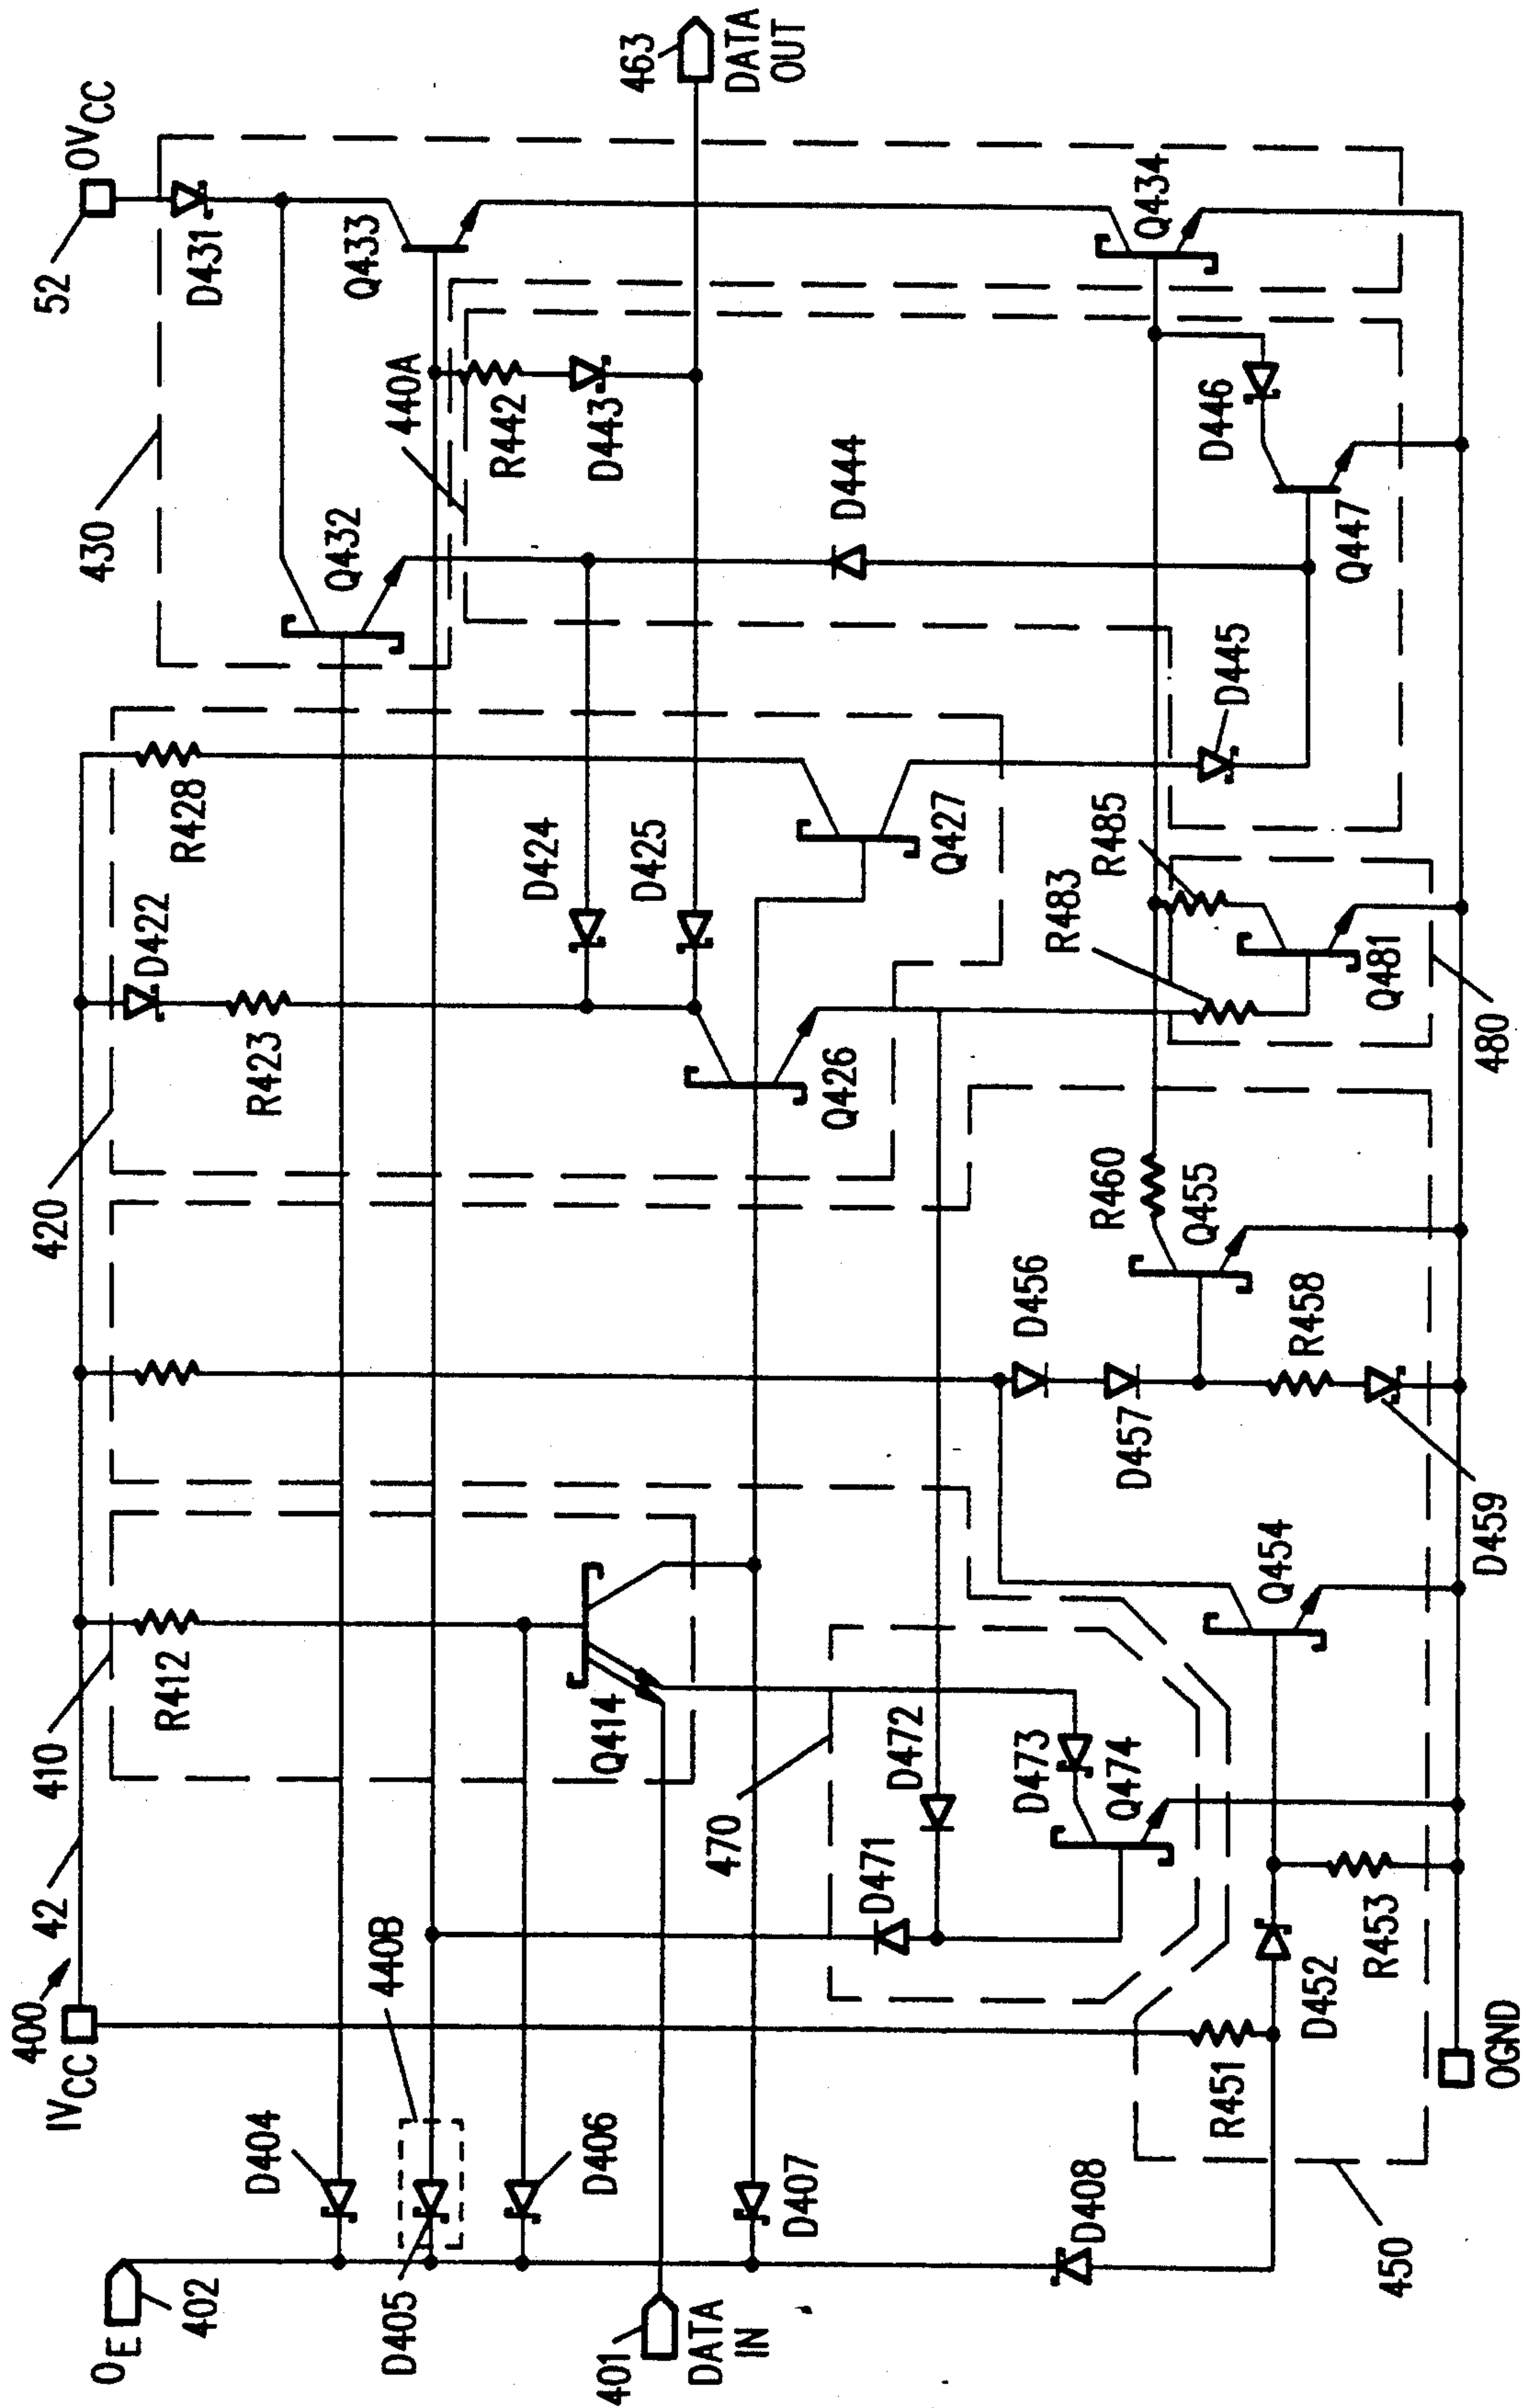 400
IVCC
42
410
420
430
52
OVCC
OE
402
D404
440B
D405
D406
401
DATA
IN
D407
D408
R412
Q414
470
D471
D472
D473
Q474
R451
D452
R453
Q454
450
OGND
D422
R423
R428
D424
D425
Q426
Q427
D456
D457
Q455
R460
R458
D459
R483
R485
Q481
480
D431
Q432
Q433
440A
R442
D443
D444
D445
D446
Q447
Q434
463
DATA
OUT